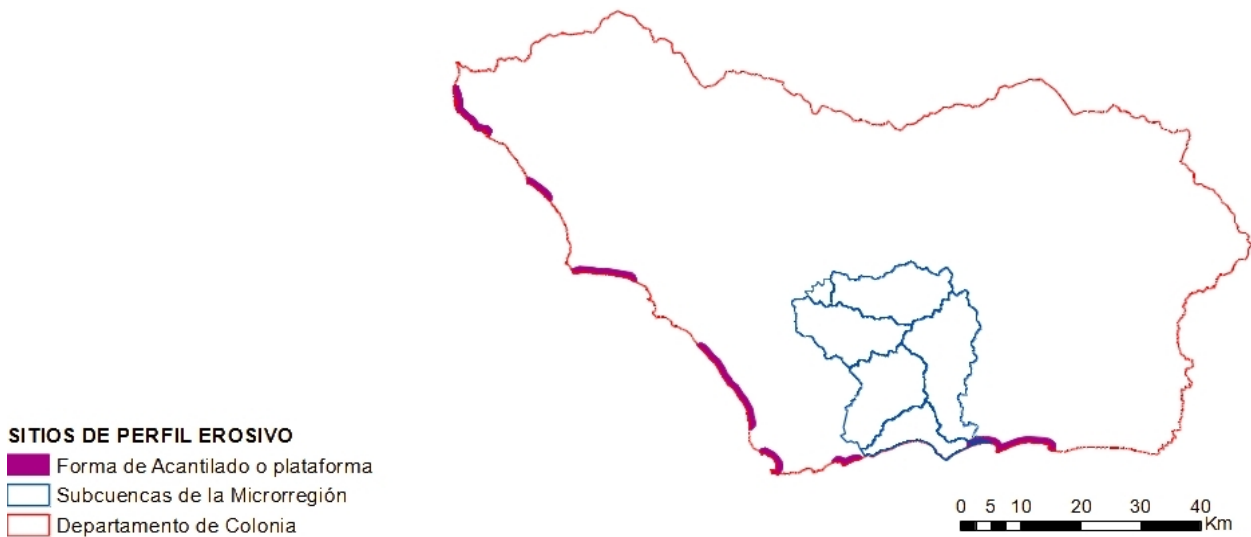 SITIOS DE PERFIL EROSIVO
Forma de Acantilado o plataforma
Subcuencas de la Microrregión
Departamento de Colonia
0 5 10 20 30 40
Km